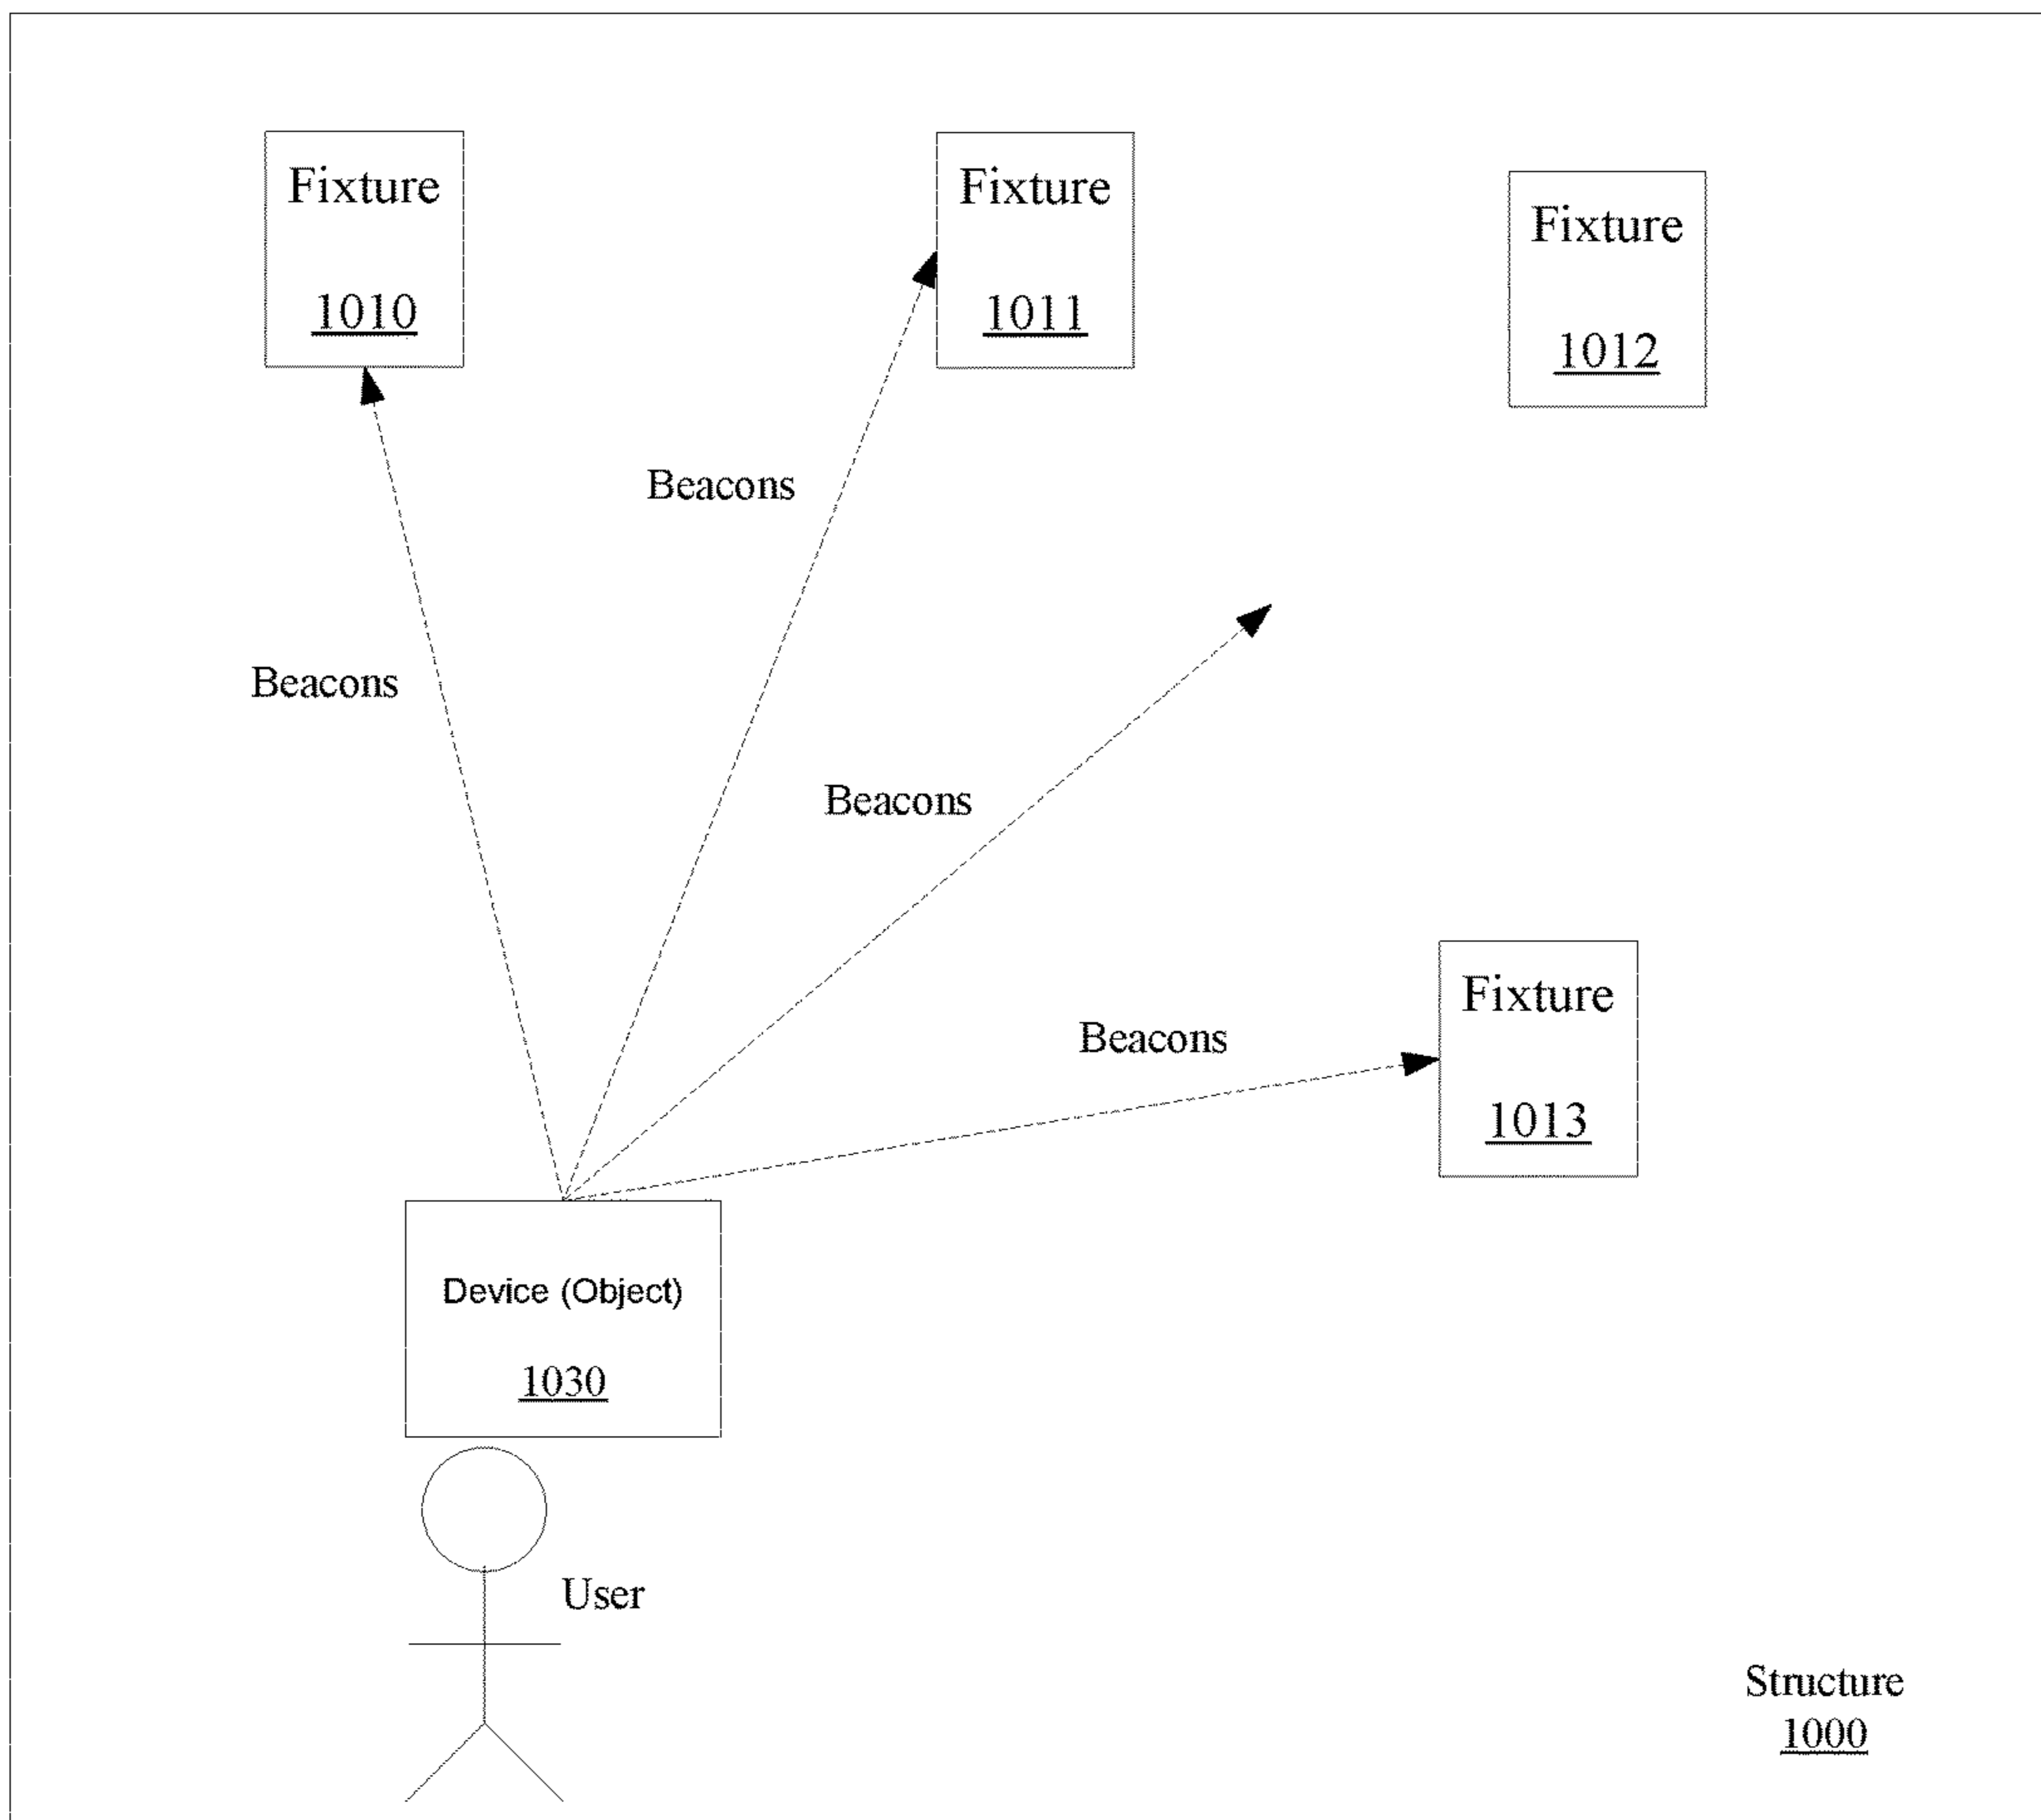 Fixture
1010
Fixture
1011
Fixture
1012
Beacons
Beacons
Beacons
Beacons
Fixture
1013
Device (Object)
1030
User
Structure
1000